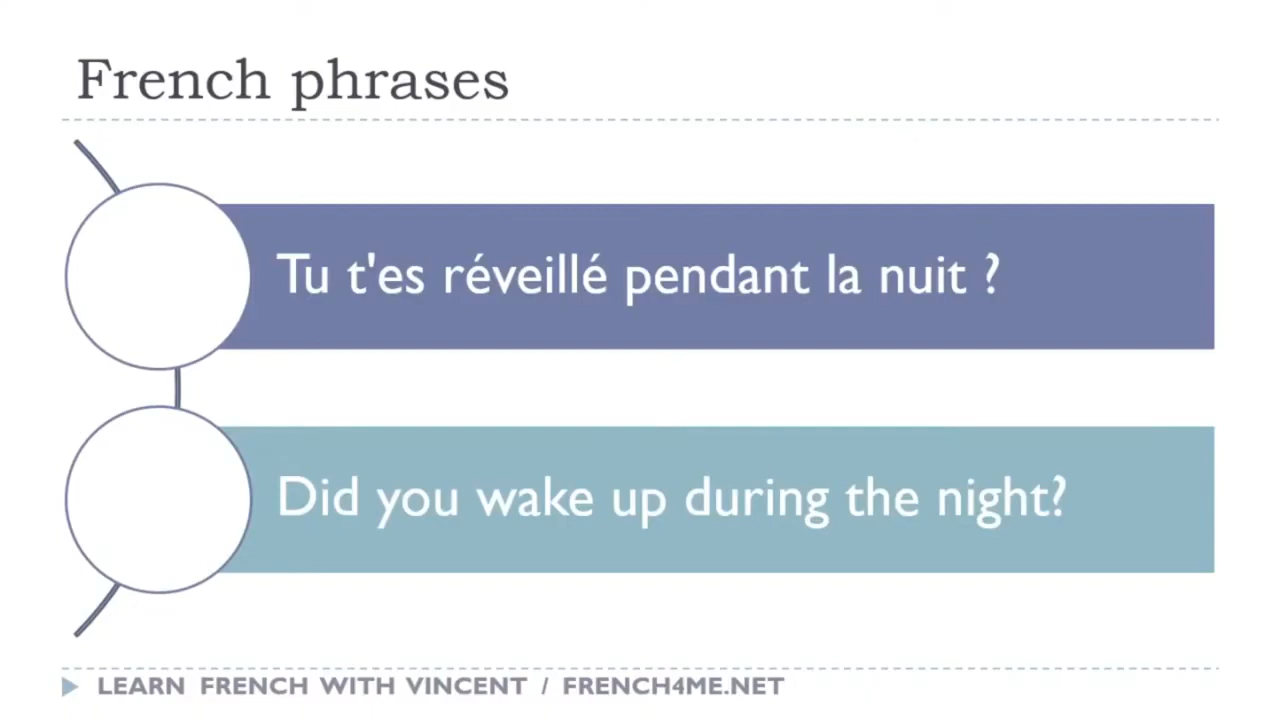 French phrases
Tu t'es réveillé pendant la nuit ?
Did you wake up during the night?
LEARN FRENCH WITH VINCENT / FRENCH4ME.NET